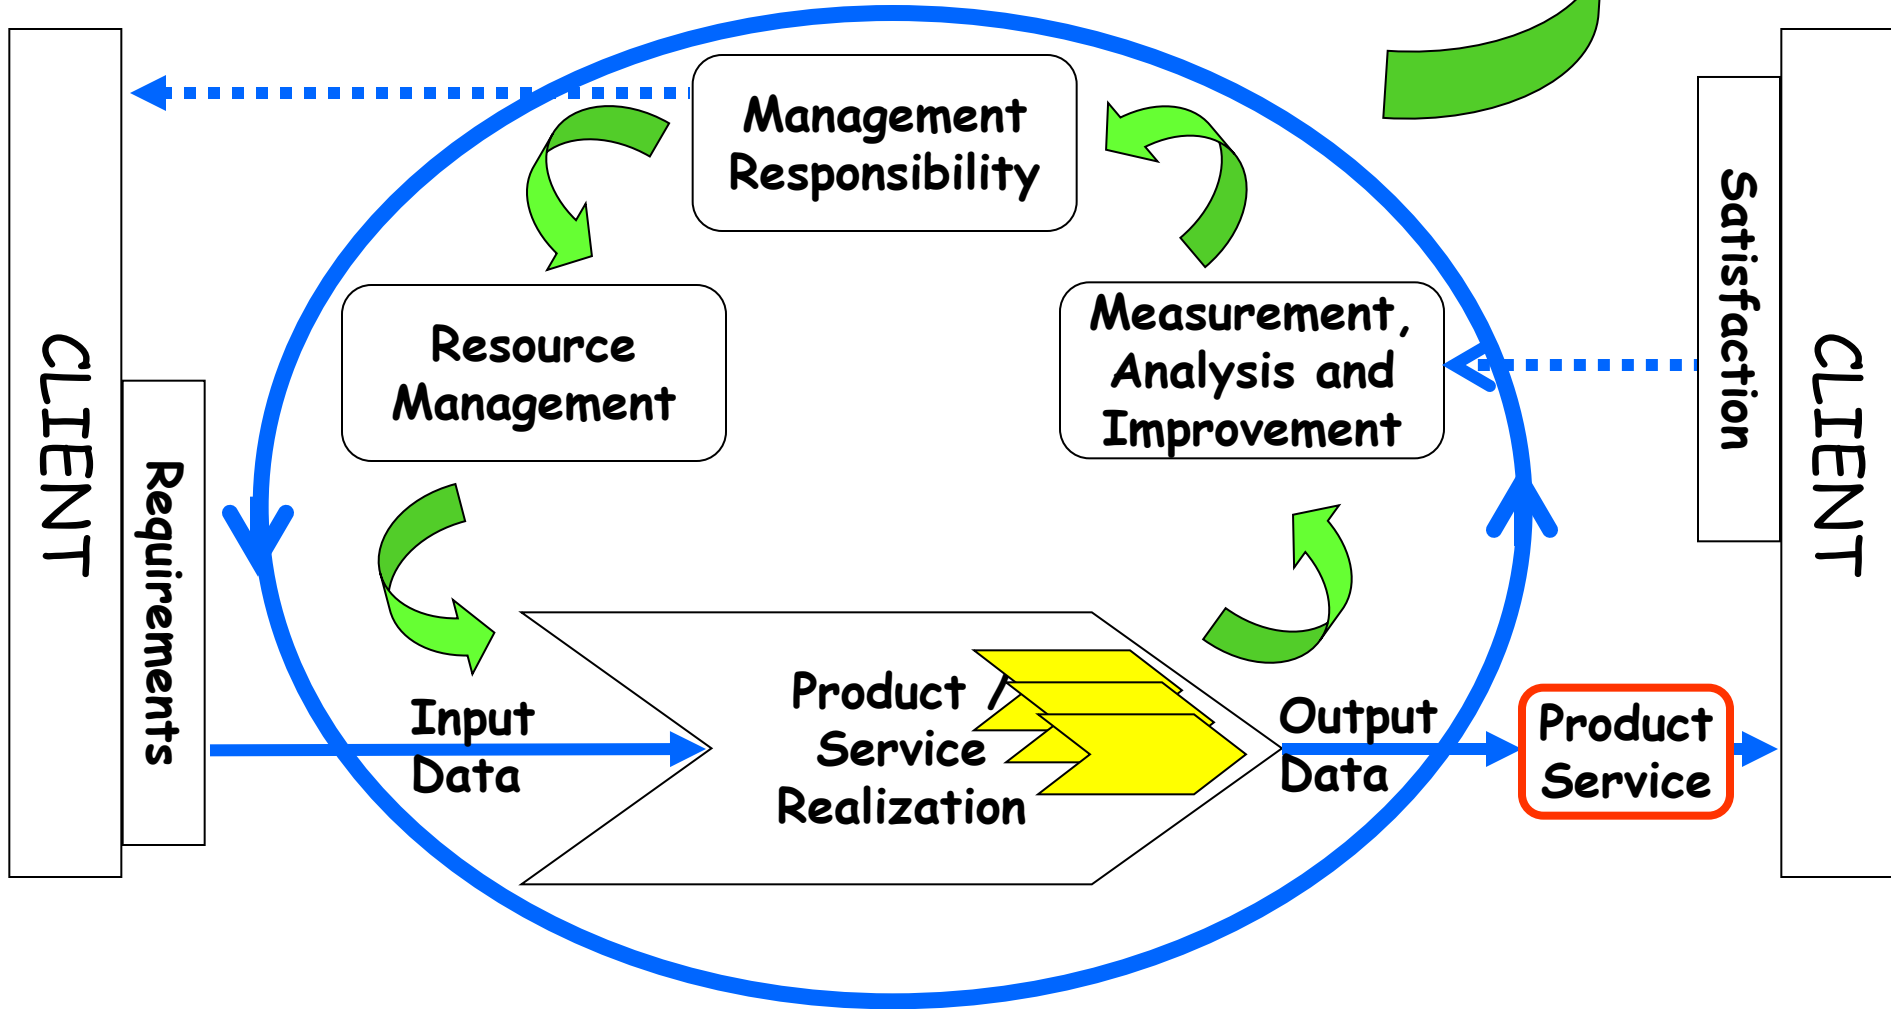 CLIENT
Requirements
Management
Responsibility
Resource
Management
Measurement,
Analysis and
Improvement
Satisfaction
CLIENT
Input
Data
Product /
Service
Realization
Output
Data
Product
Service